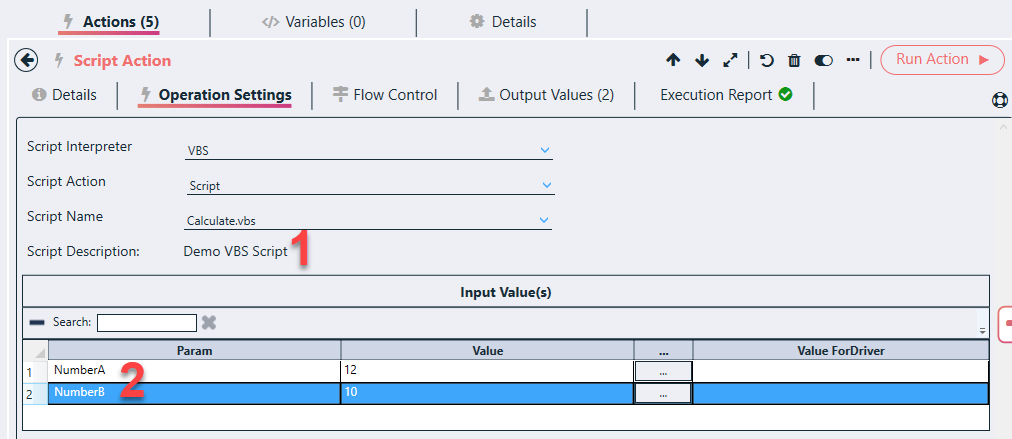 Actions (5) </> Variables (0) Details
Script Action Run Action
Details Operation Settings Flow Control Output Values (2) Execution Report
Script Interpreter VBS
Script Action Script
Script Name Calculate.vbs
1
Script Description: Demo VBS Script
Input Value(s)
Search:
Param Value ... Value ForDriver
1 NumberA 12 ...
2
2 NumberB 10 ...